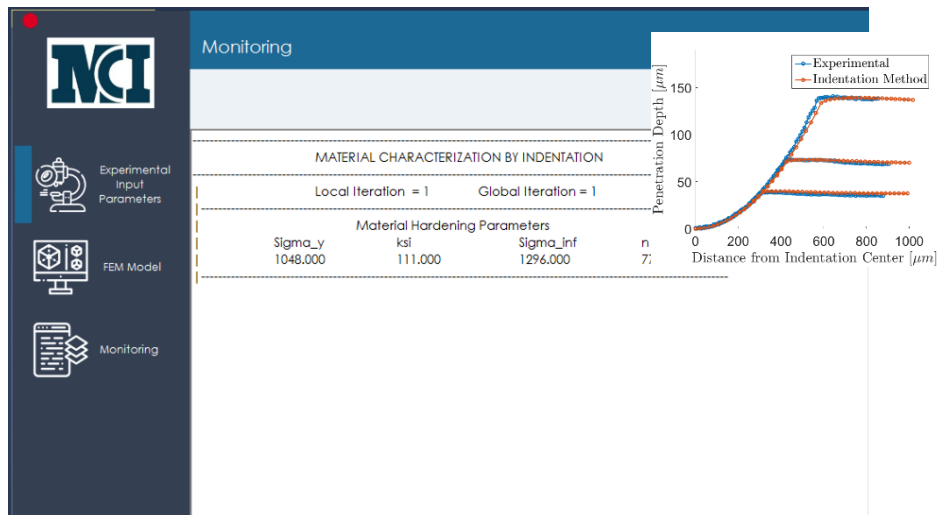 NCI
Monitoring
Experimental
Input
Parameters
FEM Model
Monitoring
MATERIAL CHARACTERIZATION BY INDENTATION
Local Iteration = 1 Global Iteration = 1
Material Hardening Parameters
Sigma_y ksi Sigma_inf n
1048.000 111.000 1296.000
Experimental
Indentation Method
Penetration Depth [μm]
150
100
50
0
0 200 400 600 800 1000
Distance from Indentation Center [μm]